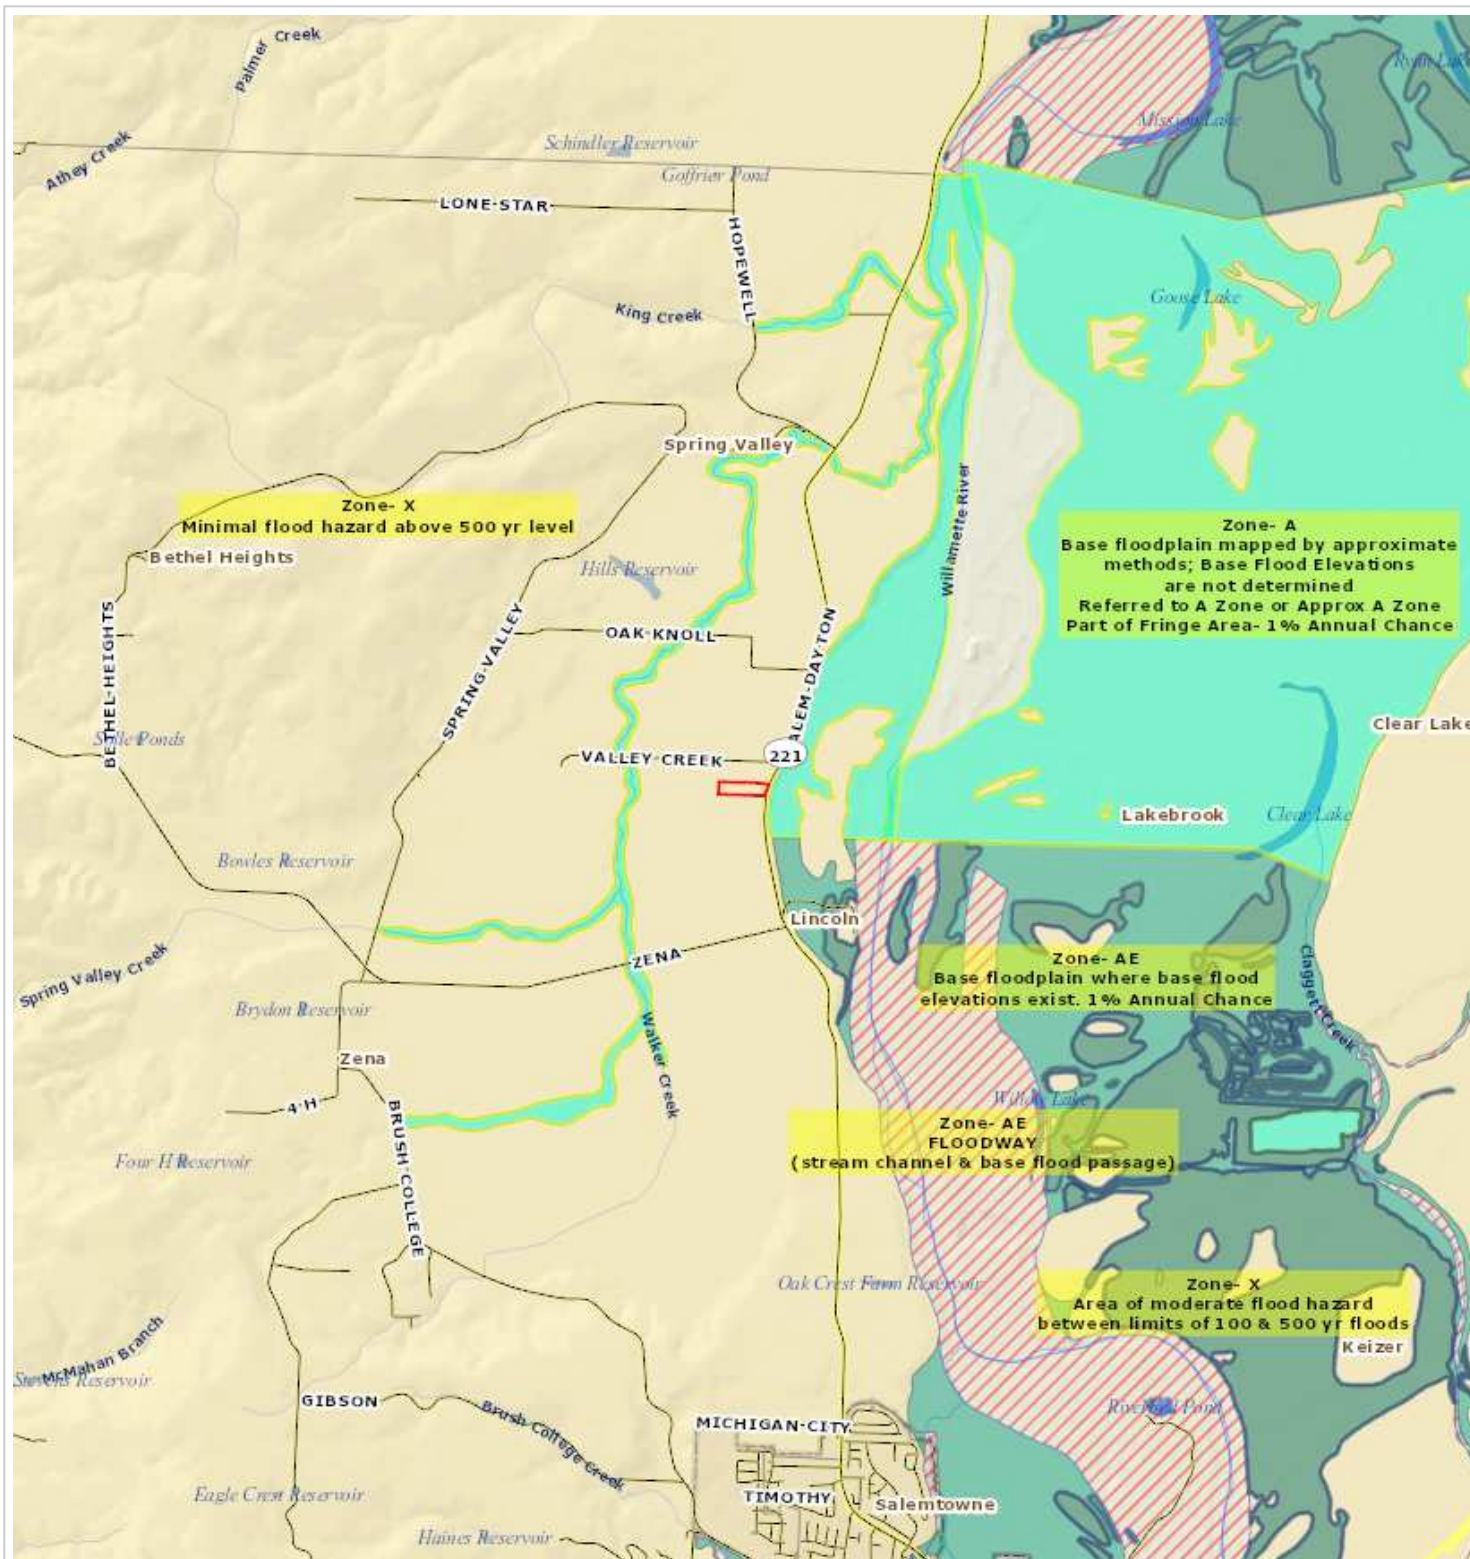 Palmer Creek
Athey Creek
Schindler Reservoir
Goffrier Pond
Mission Lake
Ryan Lake
LONE STAR
HOPEWELL
King Creek
Goose Lake
Spring Valley
Zone- X
Minimal flood hazard above 500 yr level
Bethel Heights
Hills Reservoir
Willamette River
Zone- A
Base floodplain mapped by approximate
methods; Base Flood Elevations
are not determined
Referred to A Zone or Approx A Zone
Part of Fringe Area- 1% Annual Chance
BETHEL-HEIGHTS
SPRING-VALLEY
OAK KNOLL
ALEM-DAYTON
Clear Lake
VALLEY CREEK
221
Lakebrook
Clear Lake
Bowles Reservoir
Lincoln
Spring Valley Creek
ZENA
Zone- AE
Base floodplain where base flood
elevations exist. 1% Annual Chance
Claggett Creek
Brydon Reservoir
Zena
Walker Creek
4-H
BRUSH-COLLEGE
Willow Lake
Zone- AE
FLOODWAY
(stream channel & base flood passage)
Four H Reservoir
Oak Crest Farm Reservoir
Zone- X
Area of moderate flood hazard
between limits of 100 & 500 yr floods
Keizer
McMahan Branch
Stevens Reservoir
GIBSON
Brush College Creek
MICHIGAN-CITY
Pond
Eagle Crest Reservoir
TIMOTHY
Salemtowne
Haines Reservoir